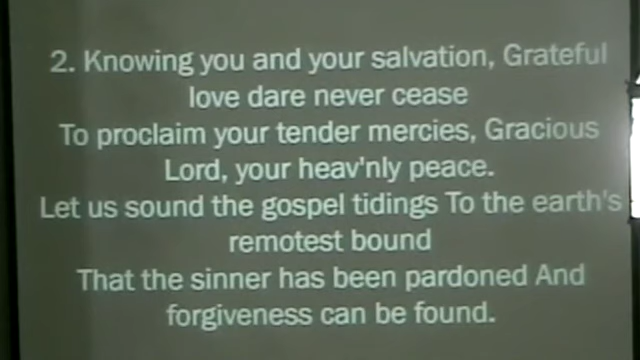 2. Knowing you and your salvation, Grateful
love dare never cease
To proclaim your tender mercies, Gracious
Lord, your heav'nly peace.
Let us sound the gospel tidings To the earth's
remotest bound
That the sinner has been pardoned And
forgiveness can be found.